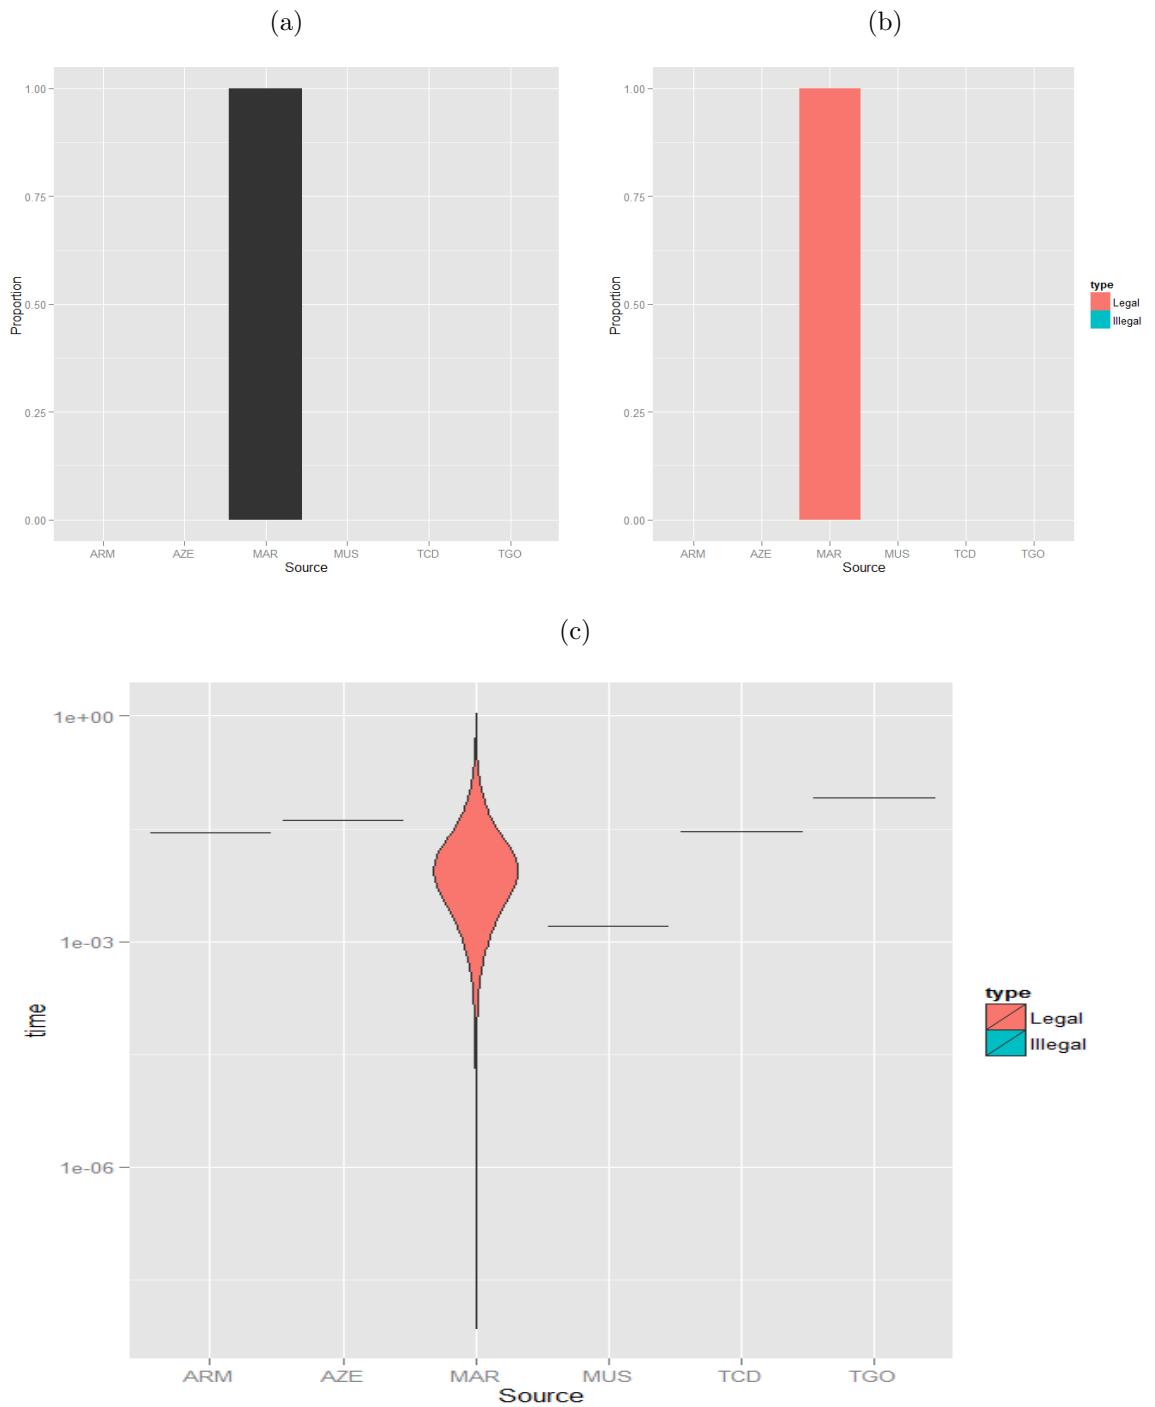 (a)
1.00
0.75
0.50
0.25
0.00
Proportion
ARM AZE MAR MUS TCD TGO
Source
(b)
1.00
0.75
0.50
0.25
0.00
Proportion
ARM AZE MAR MUS TCD TGO
Source
type
Legal
Illegal
(c)
1e+00
1e-03
1e-06
time
ARM AZE MAR MUS TCD TGO
Source
type
Legal
Illegal